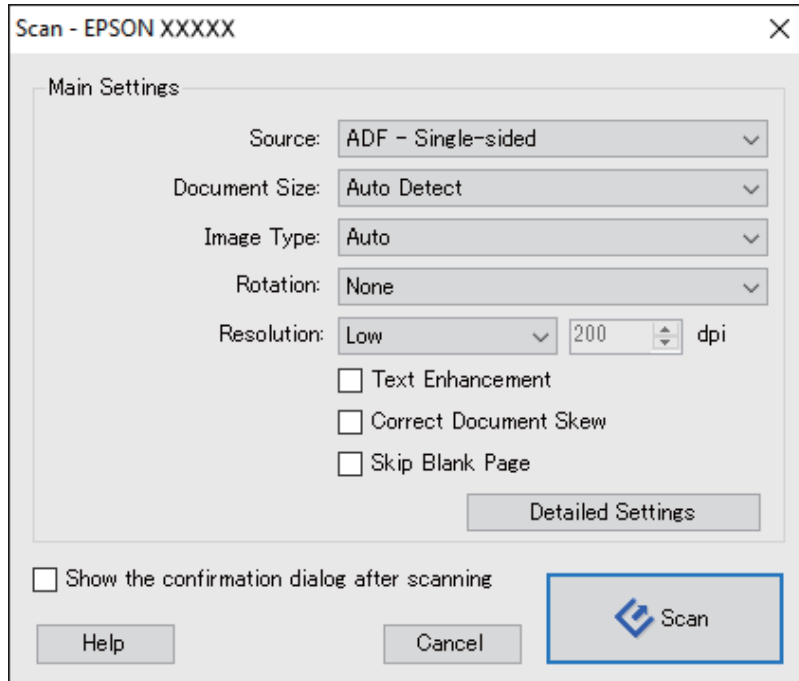 Scan - EPSON XXXXX
Main Settings
Source: ADF - Single-sided
Document Size: Auto Detect
Image Type: Auto
Rotation: None
Resolution: Low 200 dpi
Text Enhancement
Correct Document Skew
Skip Blank Page
Detailed Settings
Show the confirmation dialog after scanning
Scan
Help Cancel